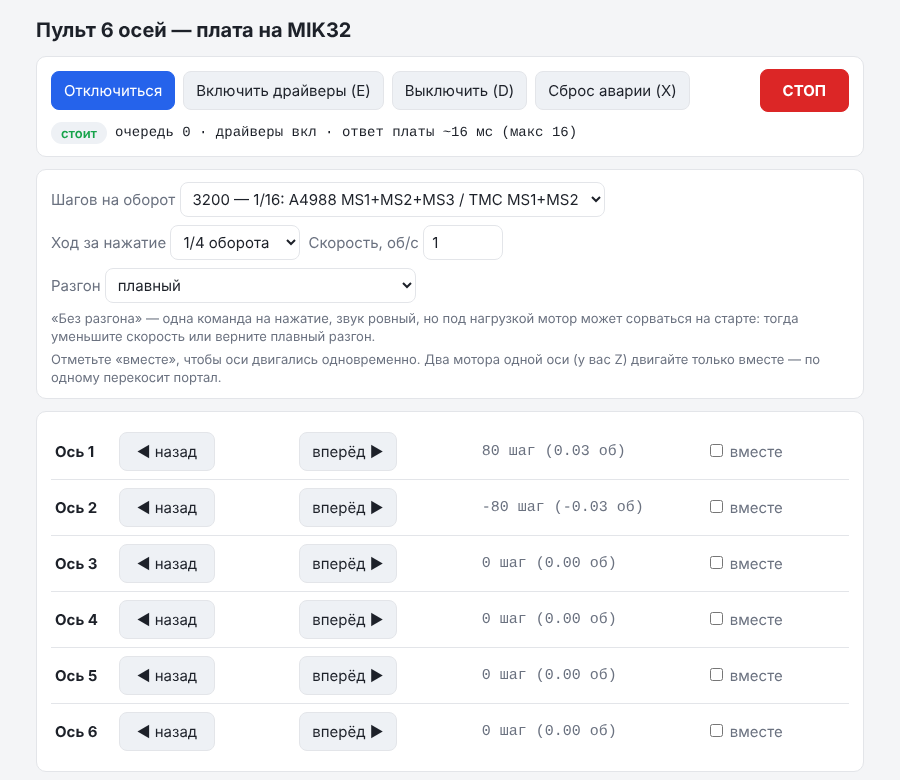 Пульт 6 осей — плата на MIK32
Отключиться Включить драйверы (E) Выключить (D) Сброс аварии (X) СТОП
стоит очередь 0 · драйверы вкл · ответ платы ~16 мс (макс 16)
Шагов на оборот 3200 — 1/16: A4988 MS1+MS2+MS3 / TMC MS1+MS2
Ход за нажатие 1/4 оборота Скорость, об/с 1
Разгон плавный
«Без разгона» — одна команда на нажатие, звук ровный, но под нагрузкой мотор может сорваться на старте: тогда
уменьшите скорость или верните плавный разгон.
Отметьте «вместе», чтобы оси двигались одновременно. Два мотора одной оси (у вас Z) двигайте только вместе — по
одному перекосит портал.
Ось 1 ◀ назад вперёд ▶ 80 шаг (0.03 об) вместе
Ось 2 ◀ назад вперёд ▶ -80 шаг (-0.03 об) вместе
Ось 3 ◀ назад вперёд ▶ 0 шаг (0.00 об) вместе
Ось 4 ◀ назад вперёд ▶ 0 шаг (0.00 об) вместе
Ось 5 ◀ назад вперёд ▶ 0 шаг (0.00 об) вместе
Ось 6 ◀ назад вперёд ▶ 0 шаг (0.00 об) вместе